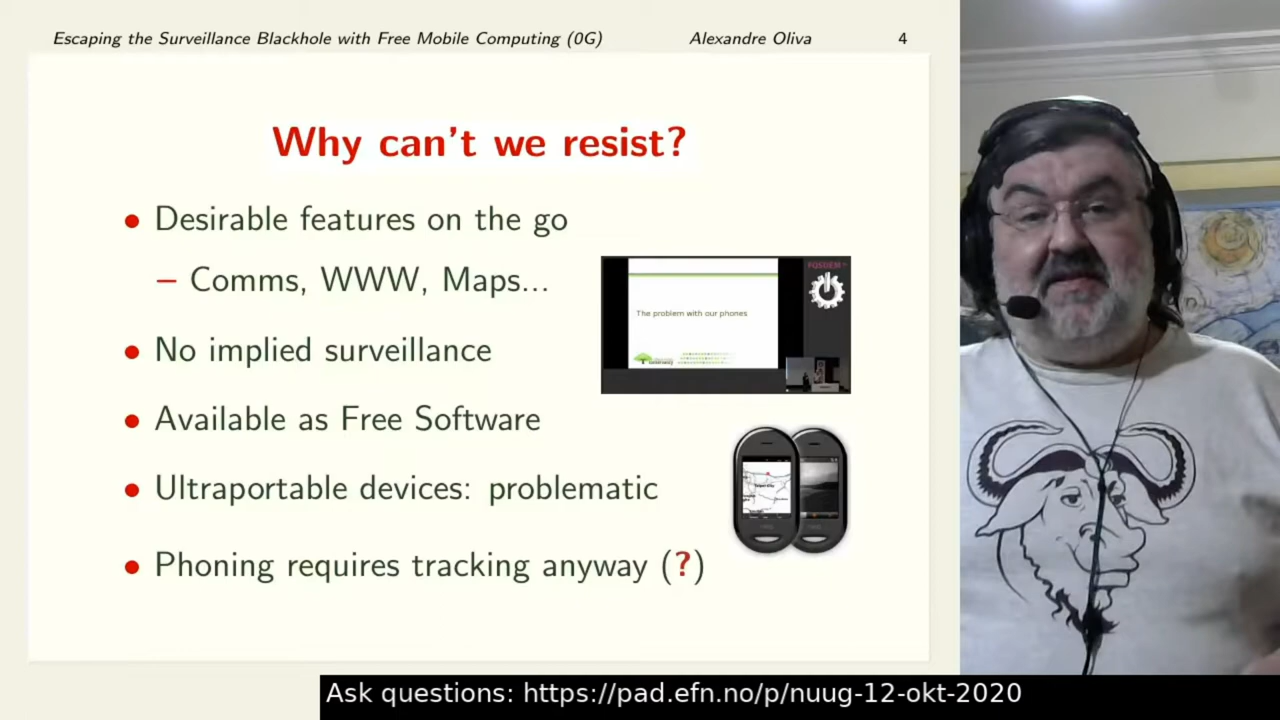 Escaping the Surveillance Blackhole with Free Mobile Computing (0G) Alexandre Oliva 4
Why can't we resist?
• Desirable features on the go
– Comms, WWW, Maps...
• No implied surveillance
• Available as Free Software
• Ultraportable devices: problematic
• Phoning requires tracking anyway (?)
FOSDEM
The problem with our phones
Ask questions: https://pad.efn.no/p/nuug-12-okt-2020